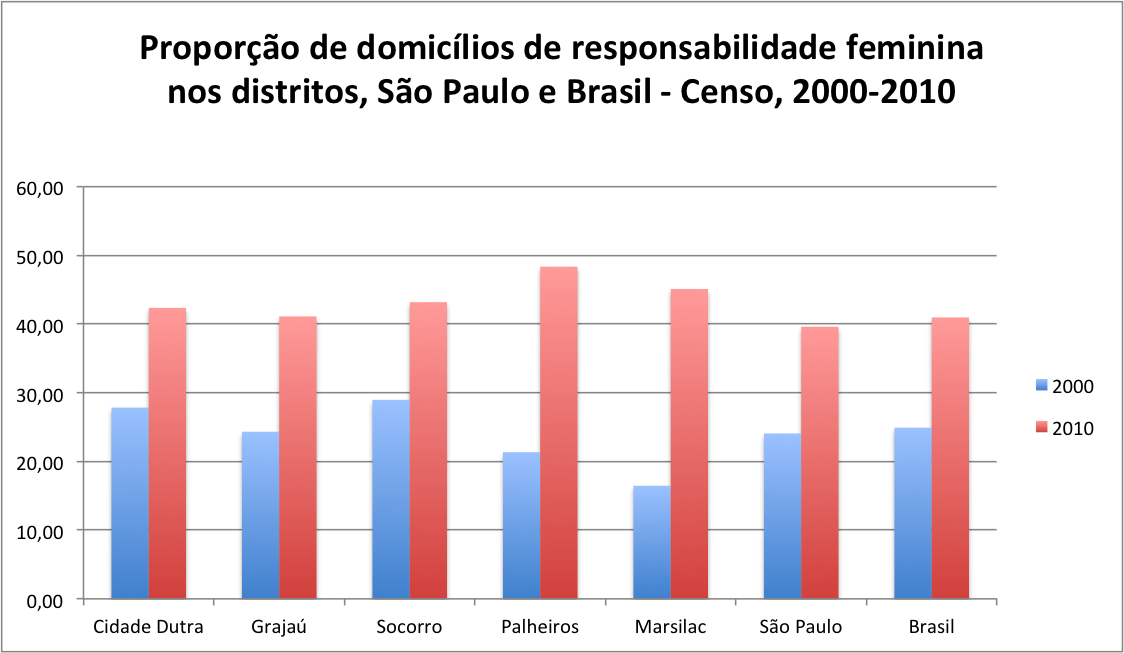 Proporção de domicílios de responsabilidade feminina
nos distritos, São Paulo e Brasil - Censo, 2000-2010
60,00
50,00
40,00
30,00
20,00
10,00
0,00
Cidade Dutra
Grajaú
Socorro
Palheiros
Marsilac
São Paulo
Brasil
2000
2010